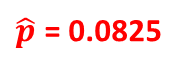 p̂ = 0.0825